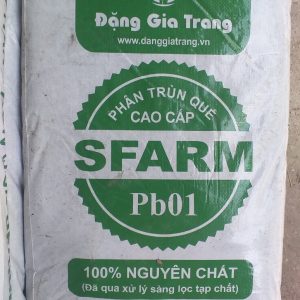 Đặng Gia Trang
www.danggiatrang.vn
PHÂN TRÙN QUẾ
CAO CẤP
SFARM
Pb01
100% NGUYÊN CHẤT
(Đã qua xử lý sàng lọc tạp chất)